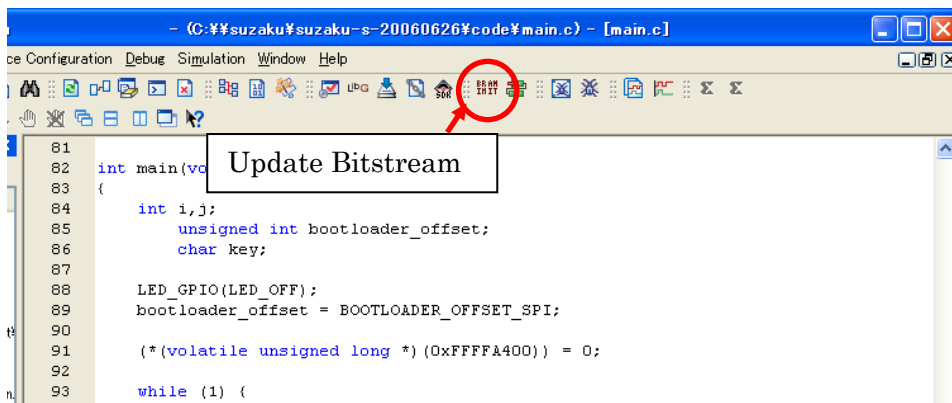 - (C:¥¥suzaku¥suzaku-s-20060626¥code¥main.c) - [main.c]
ce Configuration Debug Simulation Window Help
BRAM
INIT
SDK
Update Bitstream
81
82 int main(vo
83 {
84 int i,j;
85 unsigned int bootloader_offset;
86 char key;
87
88 LED_GPIO(LED_OFF);
89 bootloader_offset = BOOTLOADER_OFFSET_SPI;
90
91 (*(volatile unsigned long *)(0xFFFFA400)) = 0;
92
93 while (1) {